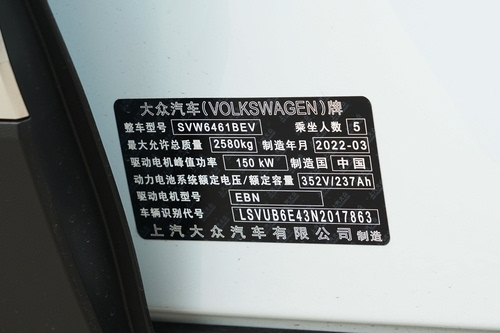 大众汽车(VOLKSWAGEN)牌
整车型号 SVW6461BEV 乘坐人数 5
最大允许总质量 2580kg 制造年月 2022-03
驱动电机峰值功率 150 kW 制造国 中国
动力电池系统额定电压/额定容量 352V/237Ah
驱动电机型号 EBN
车辆识别代号 LSVUB6E43N2017863
上汽大众汽车有限公司 制造